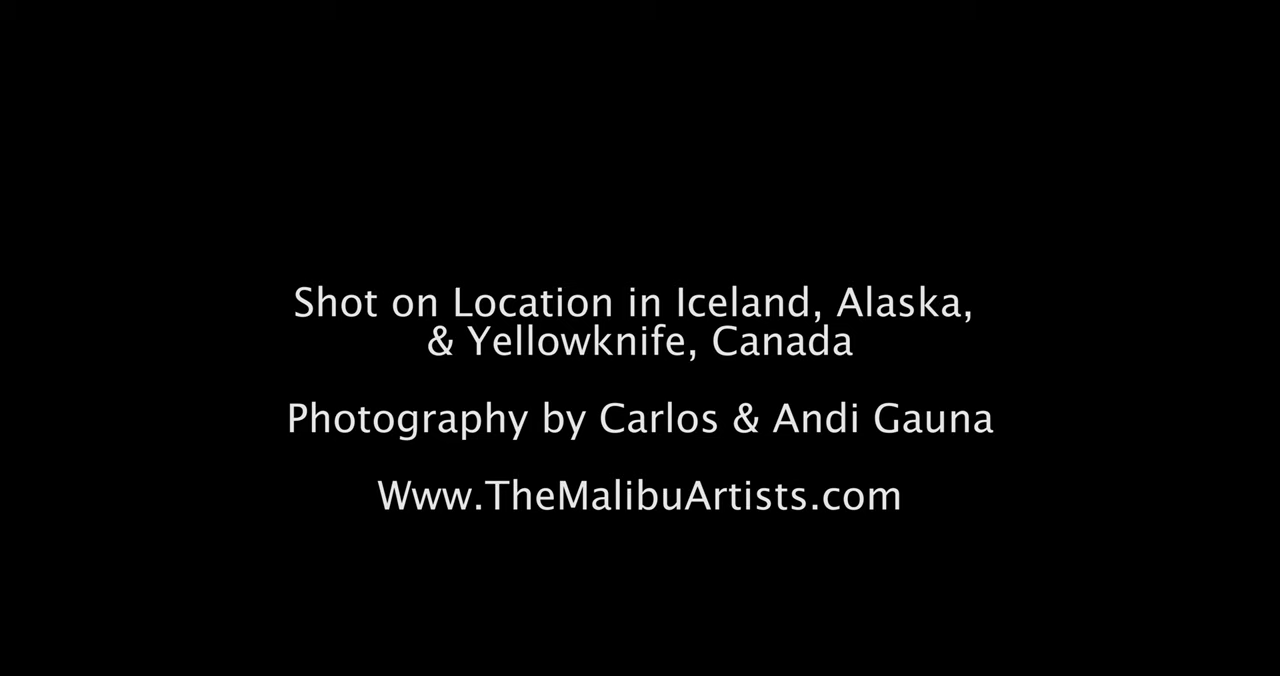 Shot on Location in Iceland, Alaska,
& Yellowknife, Canada
Photography by Carlos & Andi Gauna
Www.TheMalibuArtists.com